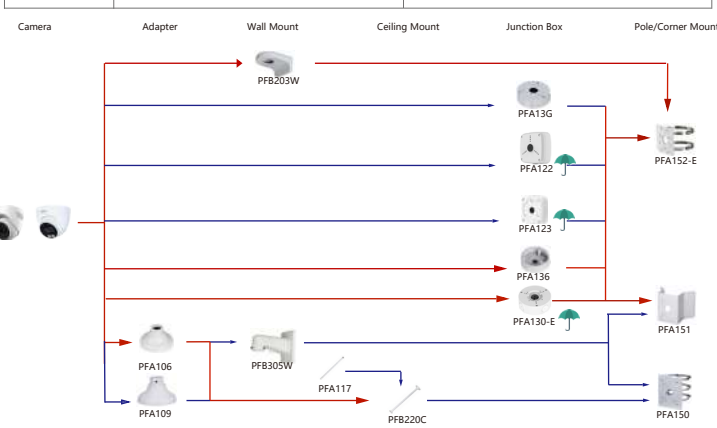 Camera Adapter Wall Mount Ceiling Mount Junction Box Pole/Corner Mount
PFB203W
PFA13G
PFA152-E
PFA122
PFA123
PFA136
PFA130-E
PFA151
PFA106
PFB305W
PFA117
PFA109
PFB220C
PFA150